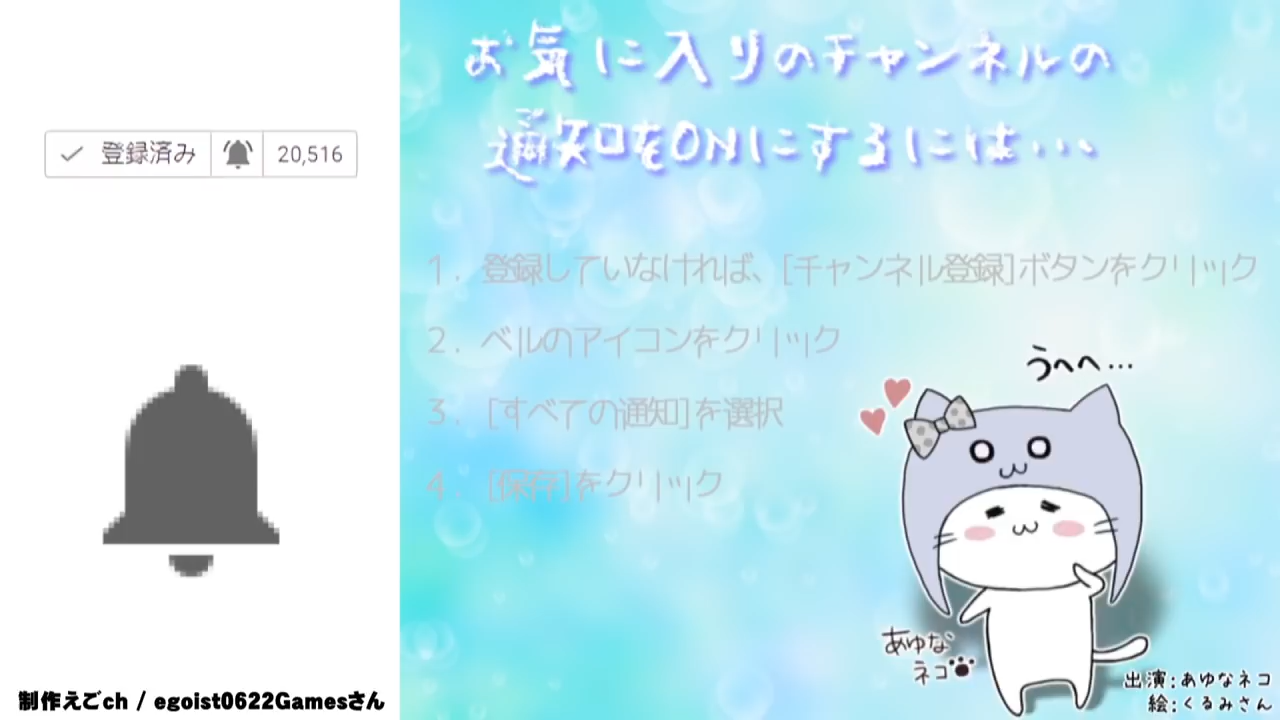 登録済み 20,516
お気に入りのチャンネルの
通知をONにするには・・・
1. 登録していなければ、[チャンネル登録]ボタンをクリック
2. ベルのアイコンをクリック
3. [すべての通知]を選択
4. [保存]をクリック
うへへ…
あゆな
ネコ
出演:あゆなネコ
絵:くるみさん
制作えごch / egoist0622Gamesさん